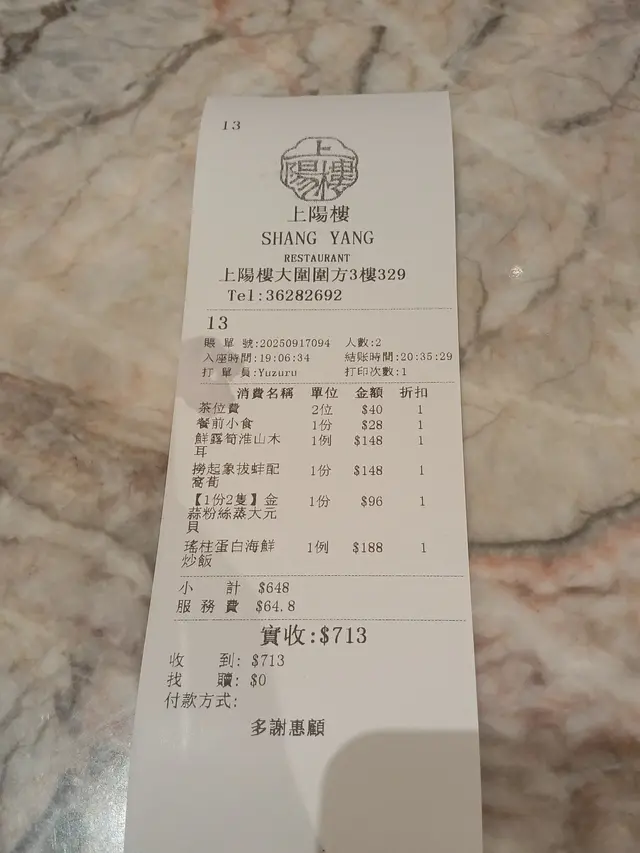 13
上陽樓
上陽樓
SHANG YANG
RESTAURANT
上陽樓大圍圍方3樓329
Tel:36282692
13
賬單號:20250917094 人數:2
入座時間:19:06:34 結賬時間:20:35:29
打單員:Yuzuru 打印次數:1
消費名稱 單位 金額 折扣
茶位費 2位 $40 1
餐前小食 1份 $28 1
鮮露筍淮山木 1例 $148 1
耳
撈起象拔蚌配 1份 $148 1
窩荀
【1份2隻】金 1份 $96 1
蒜粉絲蒸大元
貝
瑤柱蛋白海鮮 1例 $188 1
炒飯
小計 $648
服務費 $64.8
實收:$713
收到: $713
找贖: $0
付款方式:
多謝惠顧